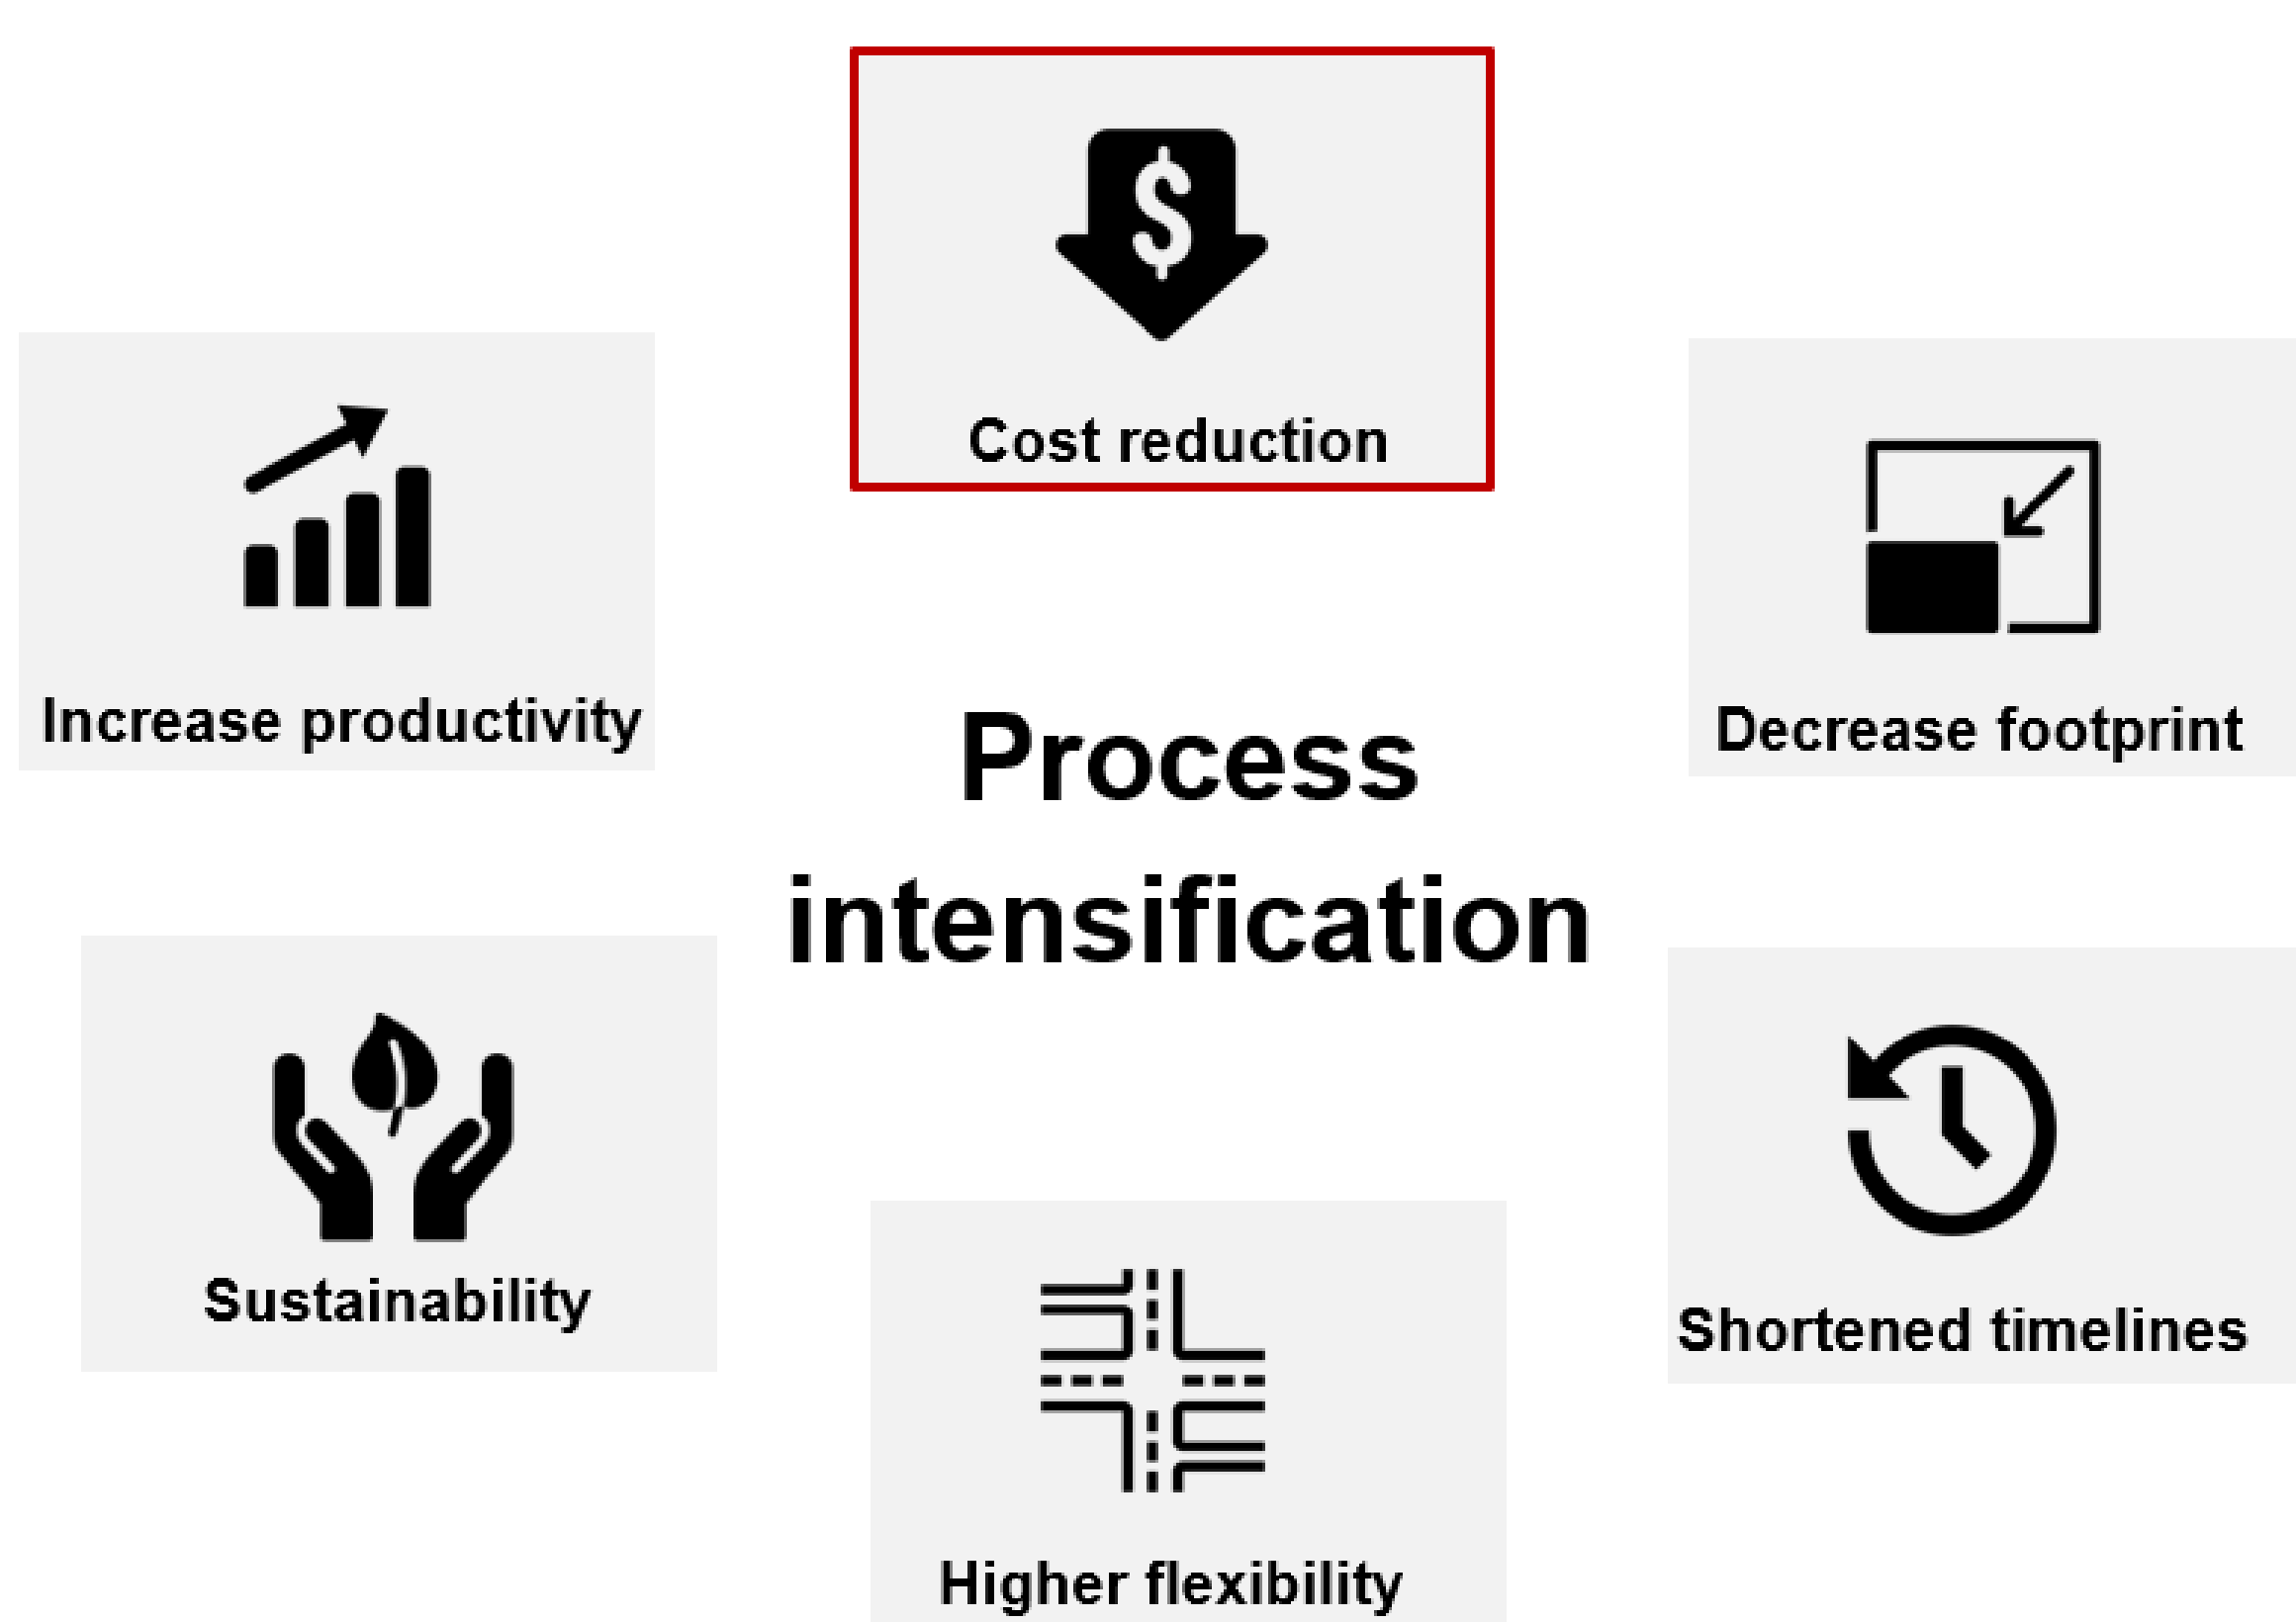 Cost reduction
Increase productivity
Decrease footprint
Process
intensification
Sustainability
Shortened timelines
Higher flexibility